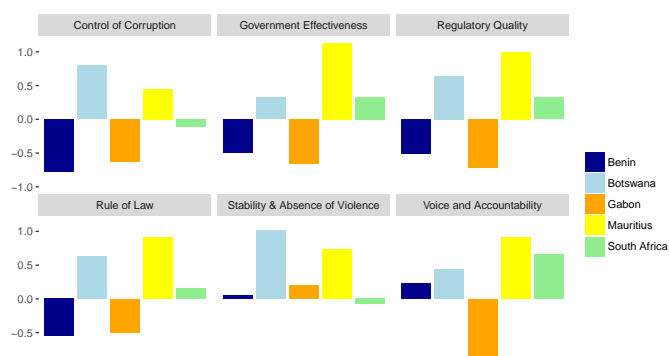 Control of Corruption
Government Effectiveness
Regulatory Quality
1.0
0.5
0.0
−0.5
−1.0
Rule of Law
Stability & Absence of Violence
Voice and Accountability
1.0
0.5
0.0
−0.5
Benin
Botswana
Gabon
Mauritius
South Africa